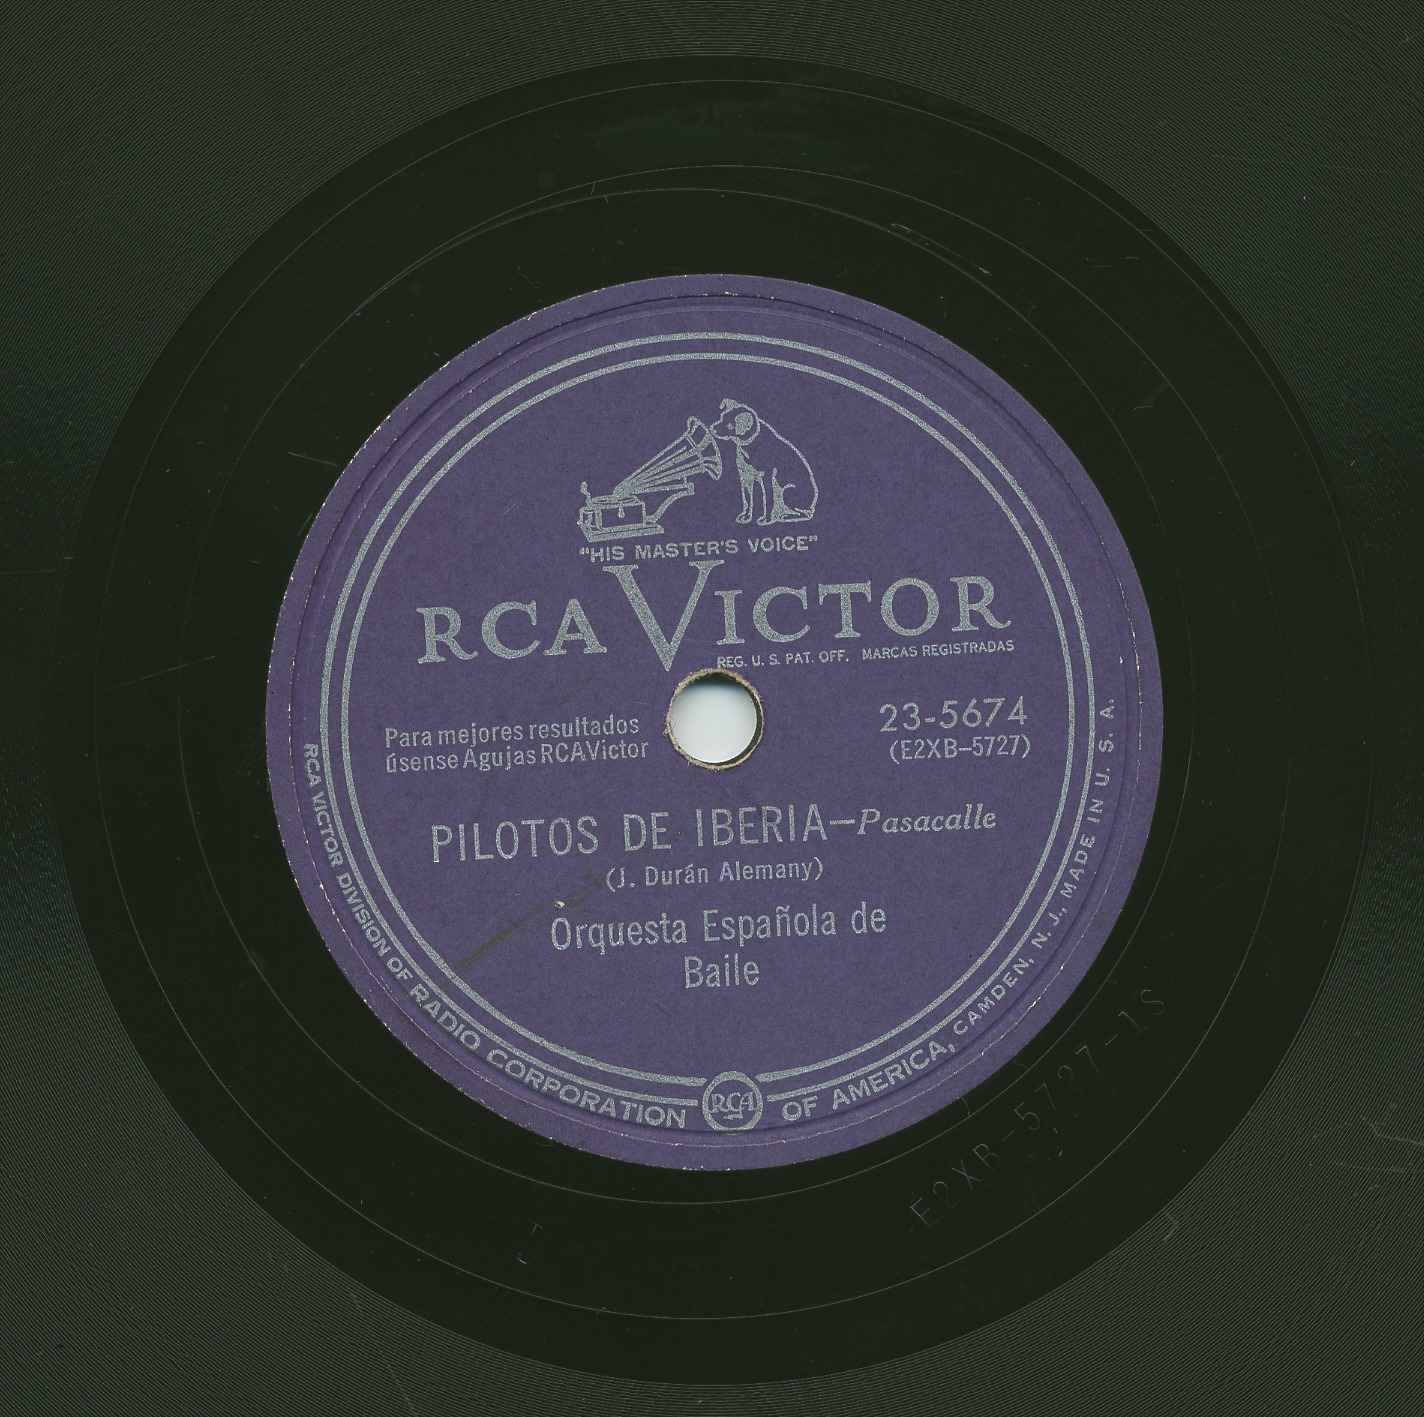 "HIS MASTER'S VOICE"
RCA VICTOR
REG. U. S. PAT. OFF. MARCAS REGISTRADAS
Para mejores resultados
úsense Agujas RCA Victor
23-5674
(E2XB-5727)
PILOTOS DE IBERIA—Pasacalle
(J. Durán Alemany)
Orquesta Española de
Baile
RCA VICTOR DIVISION OF RADIO CORPORATION RCA OF AMERICA, CAMDEN, N. J., MADE IN U. S. A.
E2XB-5727-1S
I